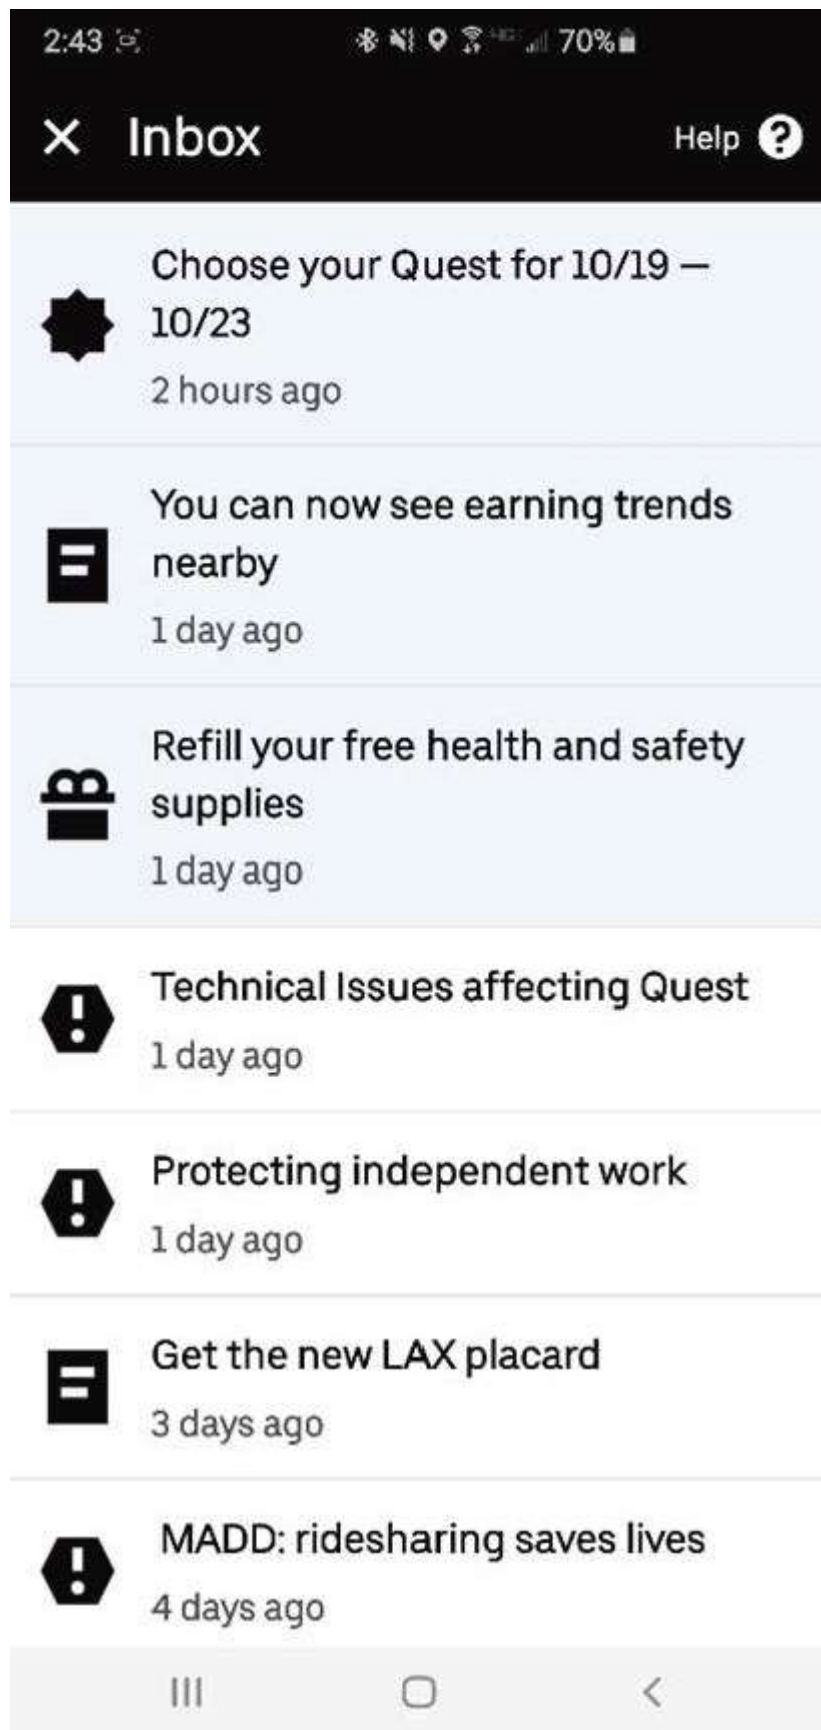 2:43
70%
Inbox
Help ?
Choose your Quest for 10/19 —
10/23
2 hours ago
You can now see earning trends
nearby
1 day ago
Refill your free health and safety
supplies
1 day ago
Technical Issues affecting Quest
1 day ago
Protecting independent work
1 day ago
Get the new LAX placard
3 days ago
MADD: ridesharing saves lives
4 days ago